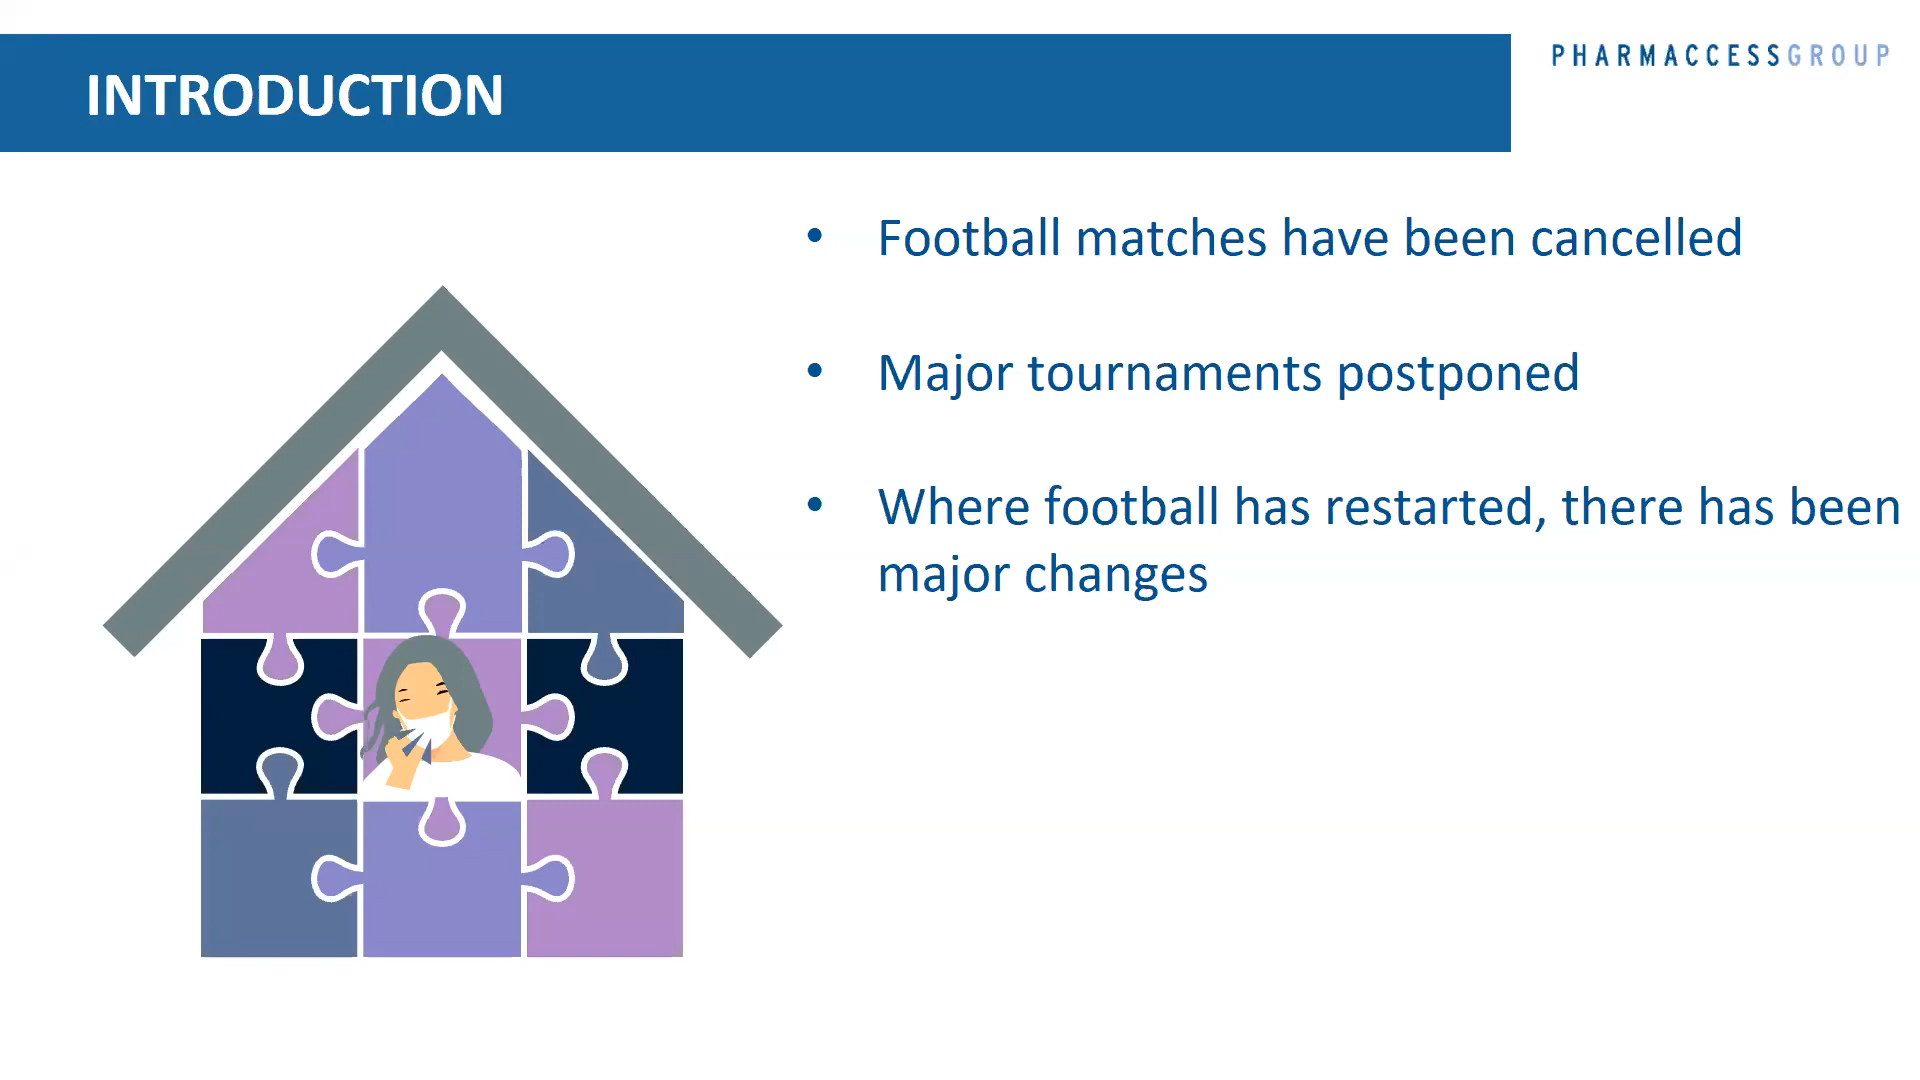 INTRODUCTION
PHARMACCESSGROUP
• Football matches have been cancelled
• Major tournaments postponed
• Where football has restarted, there has been
major changes